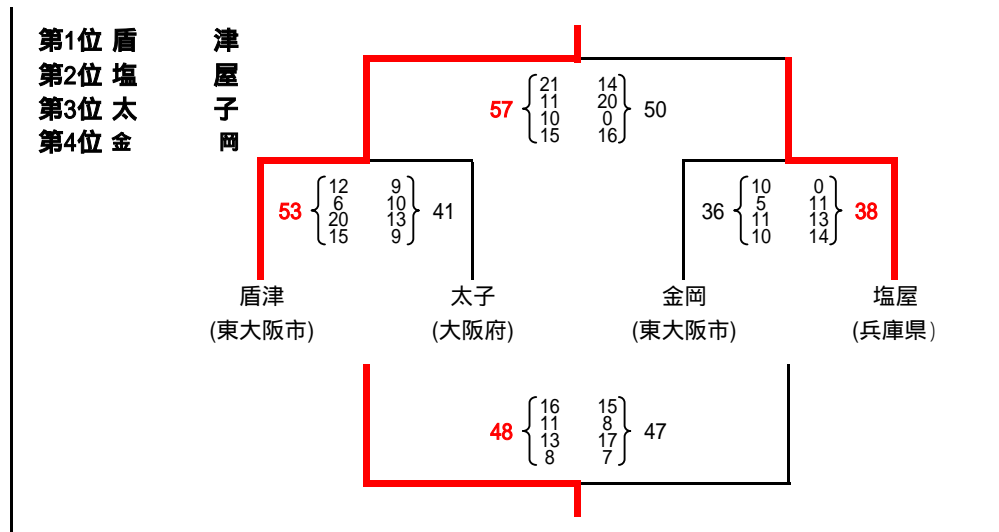 第1位 盾 津
第2位 塩 屋
第3位 太 子
第4位 金 岡
57 21 14 50
11 20
10 0
15 16
53 12 9 41
6 10
20 13
15 9
36 10 0 38
5 11
11 13
10 14
盾津 太子 金岡 塩屋
(東大阪市) (大阪府) (東大阪市) (兵庫県)
48 16 15 47
11 8
13 17
8 7